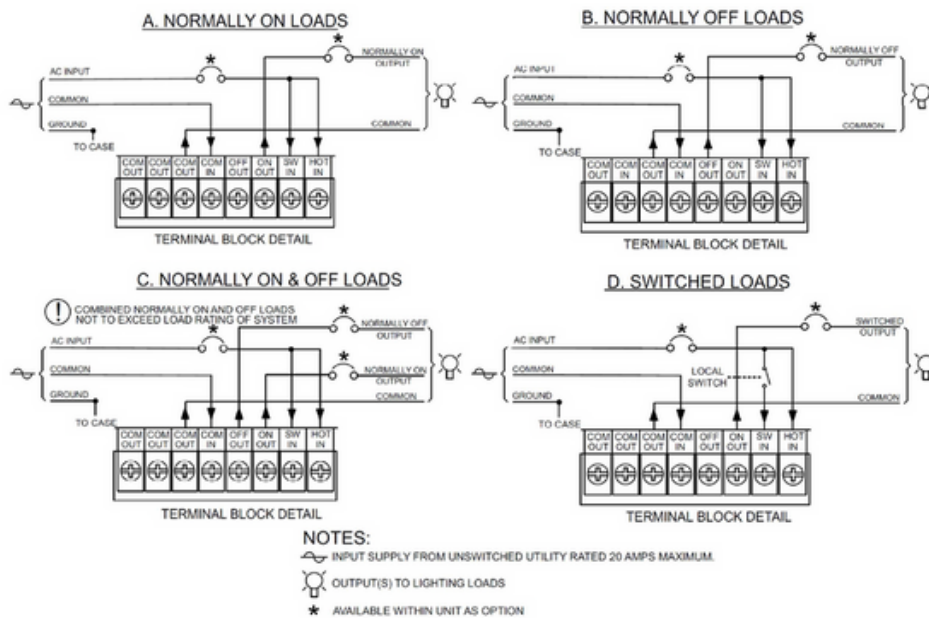 A. NORMALLY ON LOADS
*
*
NORMALLY ON
OUTPUT
AC INPUT
COMMON
GROUND
COMMON
TO CASE
COM COM COM COM OFF ON SW HOT
OUT OUT OUT IN OUT OUT IN IN
TERMINAL BLOCK DETAIL
B. NORMALLY OFF LOADS
*
*
NORMALLY OFF
OUTPUT
AC INPUT
COMMON
GROUND
COMMON
TO CASE
COM COM COM COM OFF ON SW HOT
OUT IN OUT IN OUT OUT IN IN
TERMINAL BLOCK DETAIL
C. NORMALLY ON & OFF LOADS
! COMBINED NORMALLY ON AND OFF LOADS
NOT TO EXCEED LOAD RATING OF SYSTEM
*
*
NORMALLY OFF
OUTPUT
AC INPUT
*
NORMALLY ON
OUTPUT
COMMON
GROUND
COMMON
TO CASE
COM COM COM COM OFF ON SW HOT
OUT OUT OUT IN OUT OUT IN IN
TERMINAL BLOCK DETAIL
D. SWITCHED LOADS
*
*
SWITCHED
OUTPUT
AC INPUT
LOCAL
SWITCH
COMMON
GROUND
COMMON
TO CASE
COM COM COM COM OFF ON SW HOT
OUT OUT OUT IN OUT OUT IN IN
TERMINAL BLOCK DETAIL
NOTES:
INPUT SUPPLY FROM UNSWITCHED UTILITY RATED 20 AMPS MAXIMUM.
OUTPUT(S) TO LIGHTING LOADS
* AVAILABLE WITHIN UNIT AS OPTION